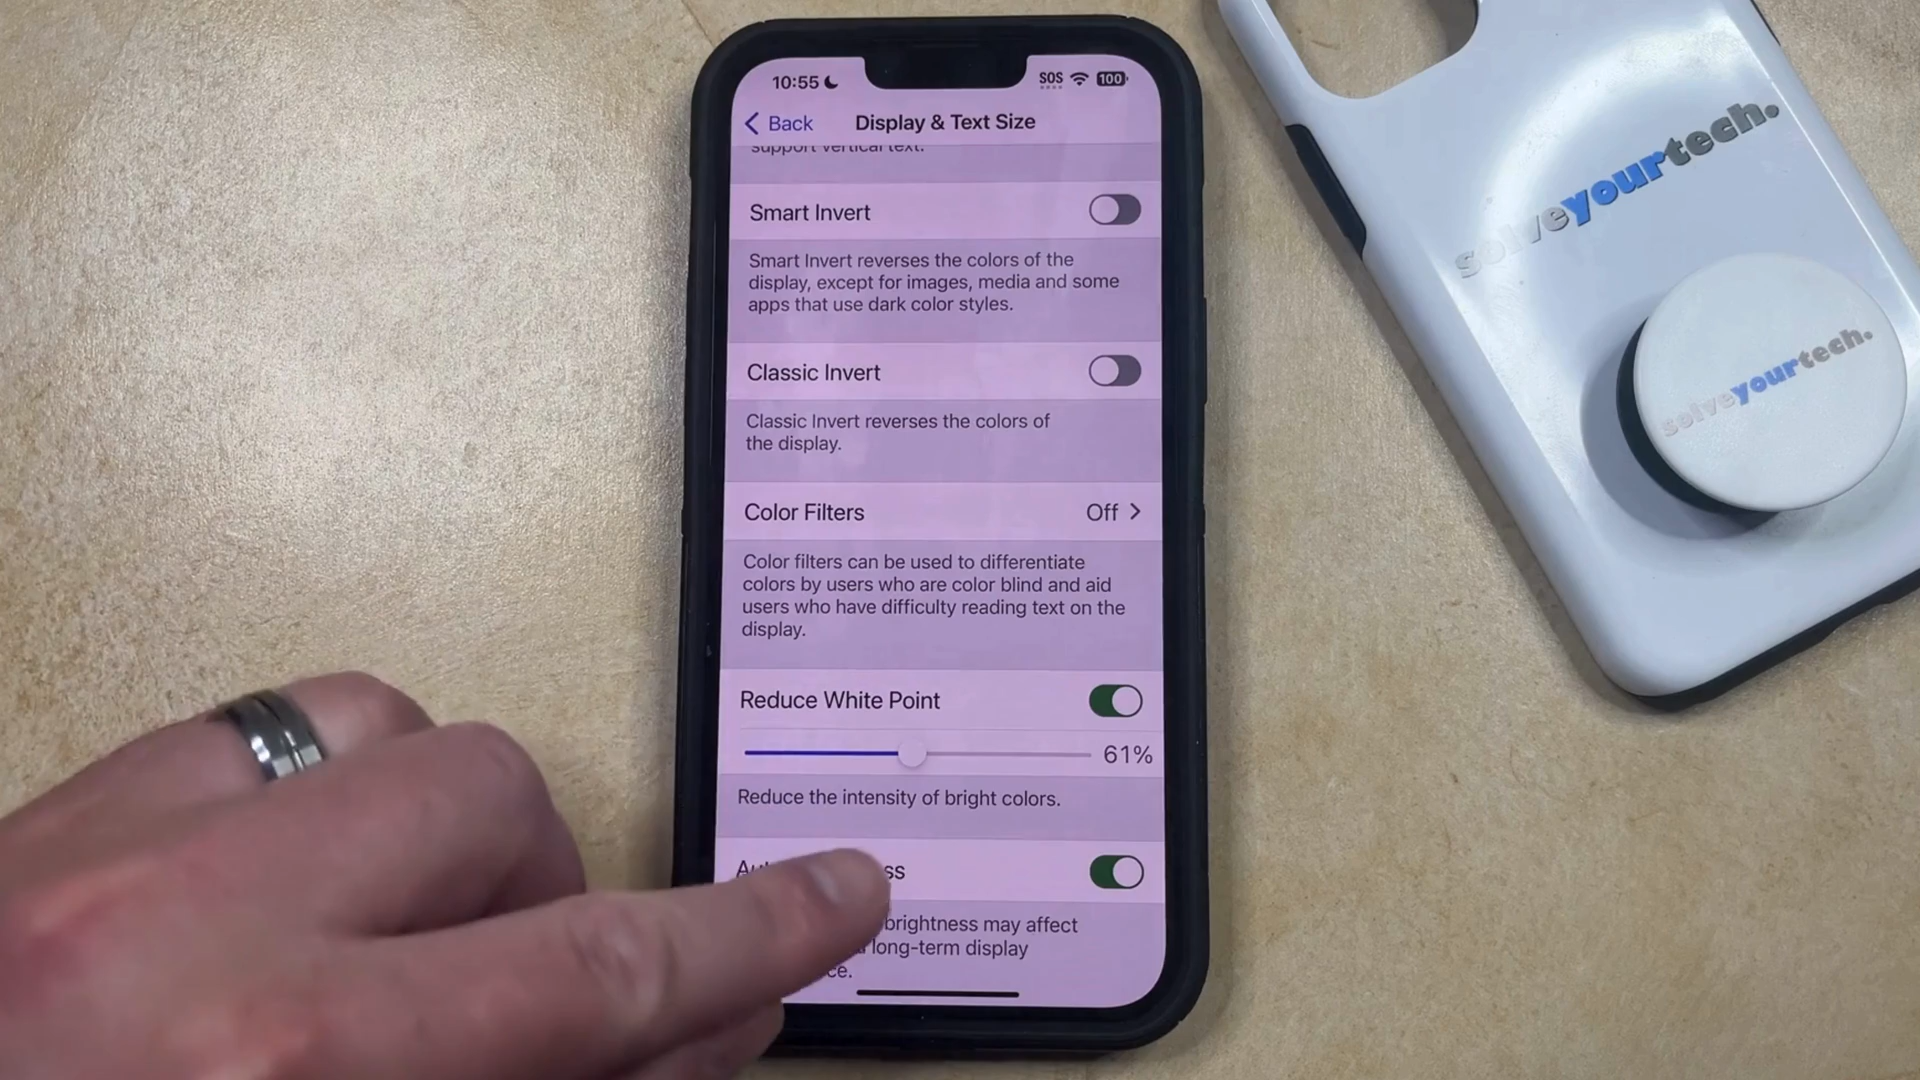 10:55
SOS
100
Back
Display & Text Size
support vertical text.
Smart Invert
Smart Invert reverses the colors of the
display, except for images, media and some
apps that use dark color styles.
Classic Invert
Classic Invert reverses the colors of
the display.
Color Filters
Off
Color filters can be used to differentiate
colors by users who are color blind and aid
users who have difficulty reading text on the
display.
Reduce White Point
61%
Reduce the intensity of bright colors.
brightness may affect
long-term display
solveyourtech.
solveyourtech.